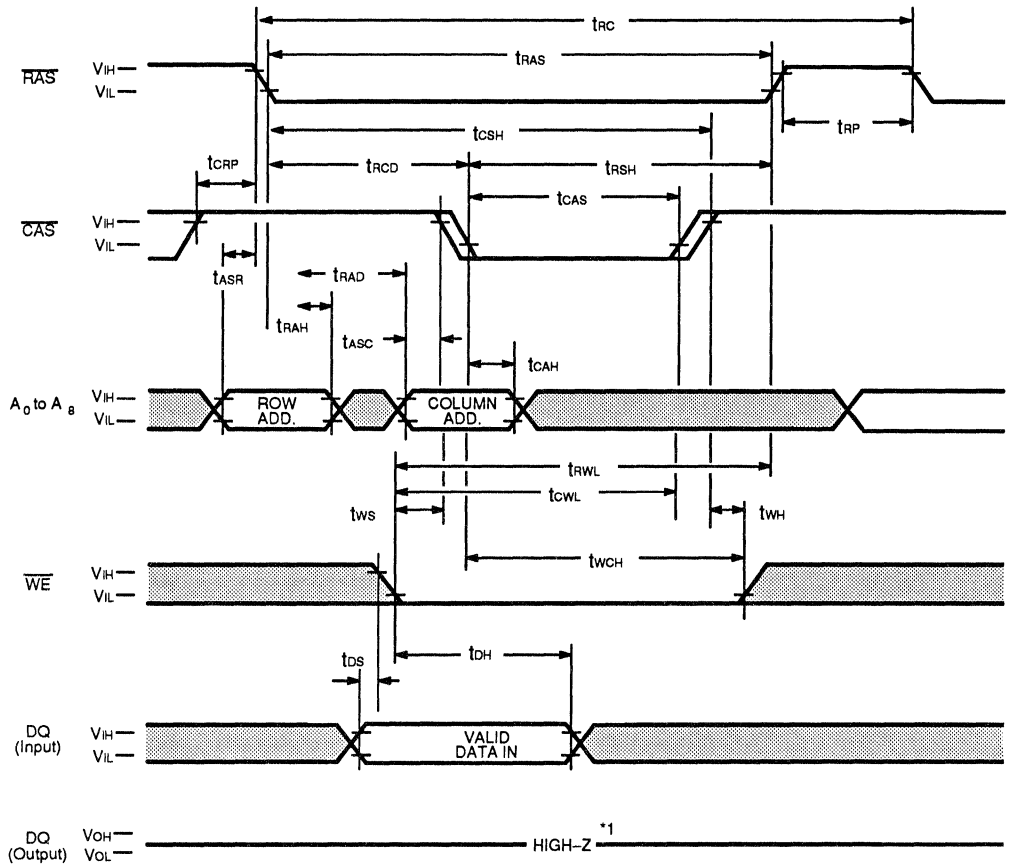 tRC
tRAS
RAS
VIH
VIL
tCSH
tRP
tCRP
tRCD
tRSH
tCAS
CAS
VIH
VIL
tASR
tRAD
tRAH
tASC
tCAH
A0 to A8
VIH
VIL
ROW
ADD.
COLUMN
ADD.
tRWL
tCWL
tWS
tWH
tWCH
WE
VIH
VIL
tDH
tDS
DQ
(Input)
VIH
VIL
VALID
DATA IN
DQ
(Output)
VOH
VOL
HIGH–Z *1